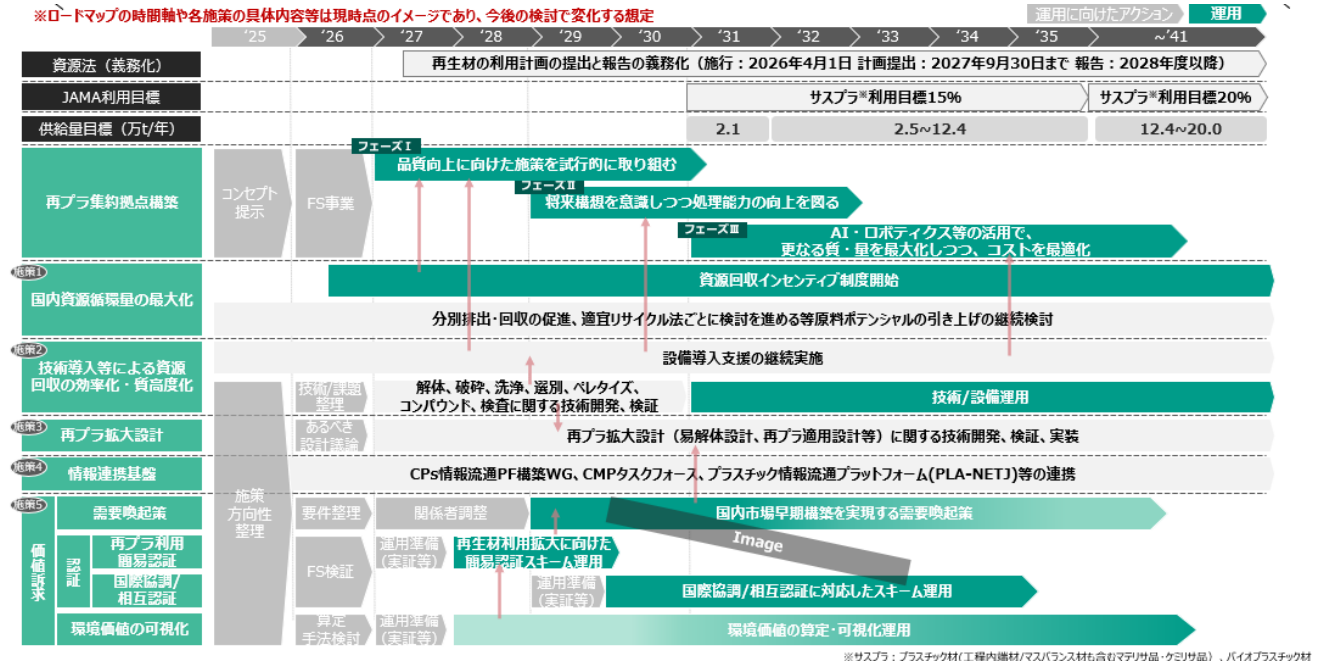 ※ロードマップの時間軸や各施策の具体内容等は現時点のイメージであり、今後の検討で変化する想定
運用に向けたアクション
運用
‘25
‘26
‘27
‘28
‘29
‘30
‘31
‘32
‘33
‘34
‘35
~‘41
資源法（義務化）
再生材の利用計画の提出と報告の義務化（施行：2026年4月1日 計画提出：2027年9月30日まで 報告：2028年度以降）
JAMA利用目標
サスプラ※利用目標15%
サスプラ※利用目標20%
供給量目標（万t/年）
2.1
2.5~12.4
12.4~20.0
再プラ集約拠点構築
コンセプト
提示
FS事業
フェーズⅠ
品質向上に向けた施策を試行的に取り組む
フェーズⅡ
将来構想を意識しつつ処理能力の向上を図る
フェーズⅢ
AI・ロボティクス等の活用で、
更なる質・量を最大化しつつ、コストを最適化
施策1
国内資源循環量の最大化
資源回収インセンティブ制度開始
分別排出・回収の促進、適宜リサイクル法ごとに検討を進める等原料ポテンシャルの引き上げの継続検討
施策2
技術導入等による資源
回収の効率化・質高度化
設備導入支援の継続実施
技術/課題
整理
解体、破砕、洗浄、選別、ペレタイズ、
コンパウンド、検査に関する技術開発、検証
技術/設備運用
施策3
再プラ拡大設計
あるべき
設計議論
再プラ拡大設計（易解体設計、再プラ適用設計等）に関する技術開発、検証、実装
施策4
情報連携基盤
CPs情報流通PF構築WG、CMPタスクフォース、プラスチック情報流通プラットフォーム(PLA-NETJ)等の連携
施策
方向性
整理
施策5
価値訴求
需要喚起策
要件整理
関係者調整
国内市場早期構築を実現する需要喚起策
Image
認証
再プラ利用
簡易認証
FS検証
運用準備
(実証等)
再生材利用拡大に向けた
簡易認証スキーム運用
国際協調/
相互認証
運用準備
(実証等)
国際協調/相互認証に対応したスキーム運用
環境価値の可視化
算定
手法検討
運用準備
(実証等)
環境価値の算定・可視化運用
※サスプラ：プラスチック材(工程内端材/マスバランス材も含むマテリサ品・ケミリサ品）、バイオプラスチック材